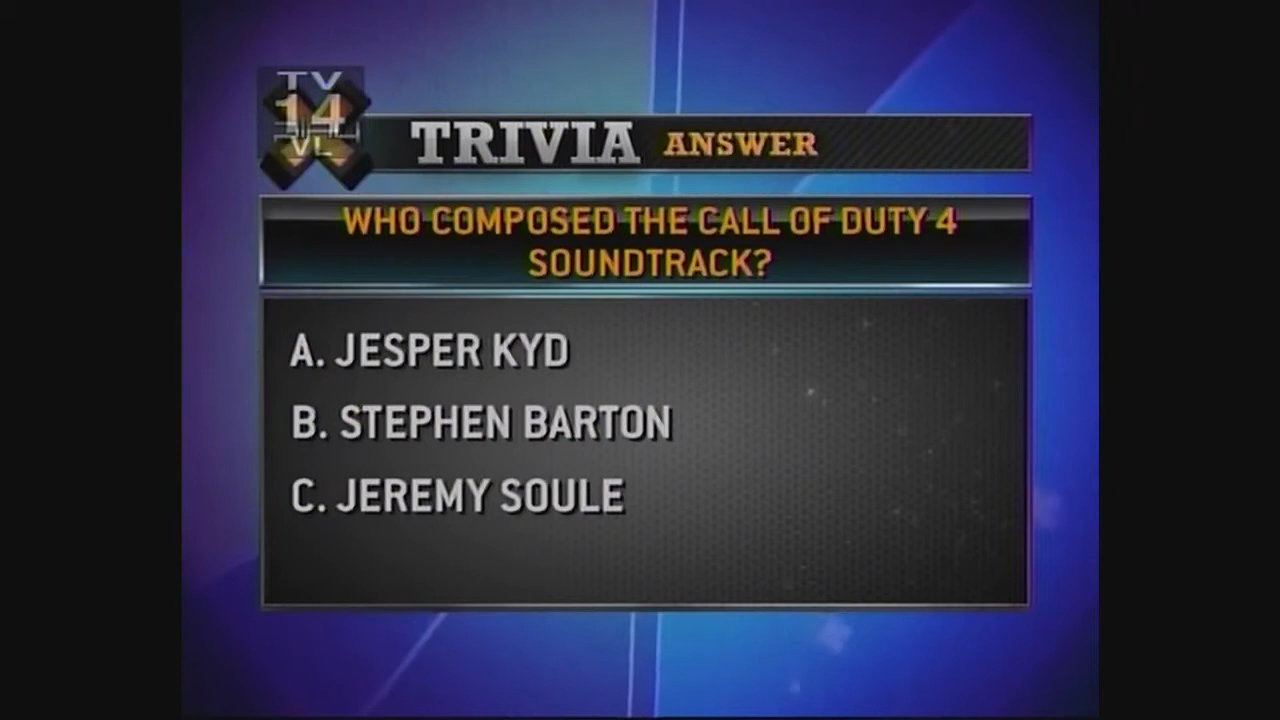 TV
14
VL
TRIVIA ANSWER
WHO COMPOSED THE CALL OF DUTY 4
SOUNDTRACK?
A. JESPER KYD
B. STEPHEN BARTON
C. JEREMY SOULE